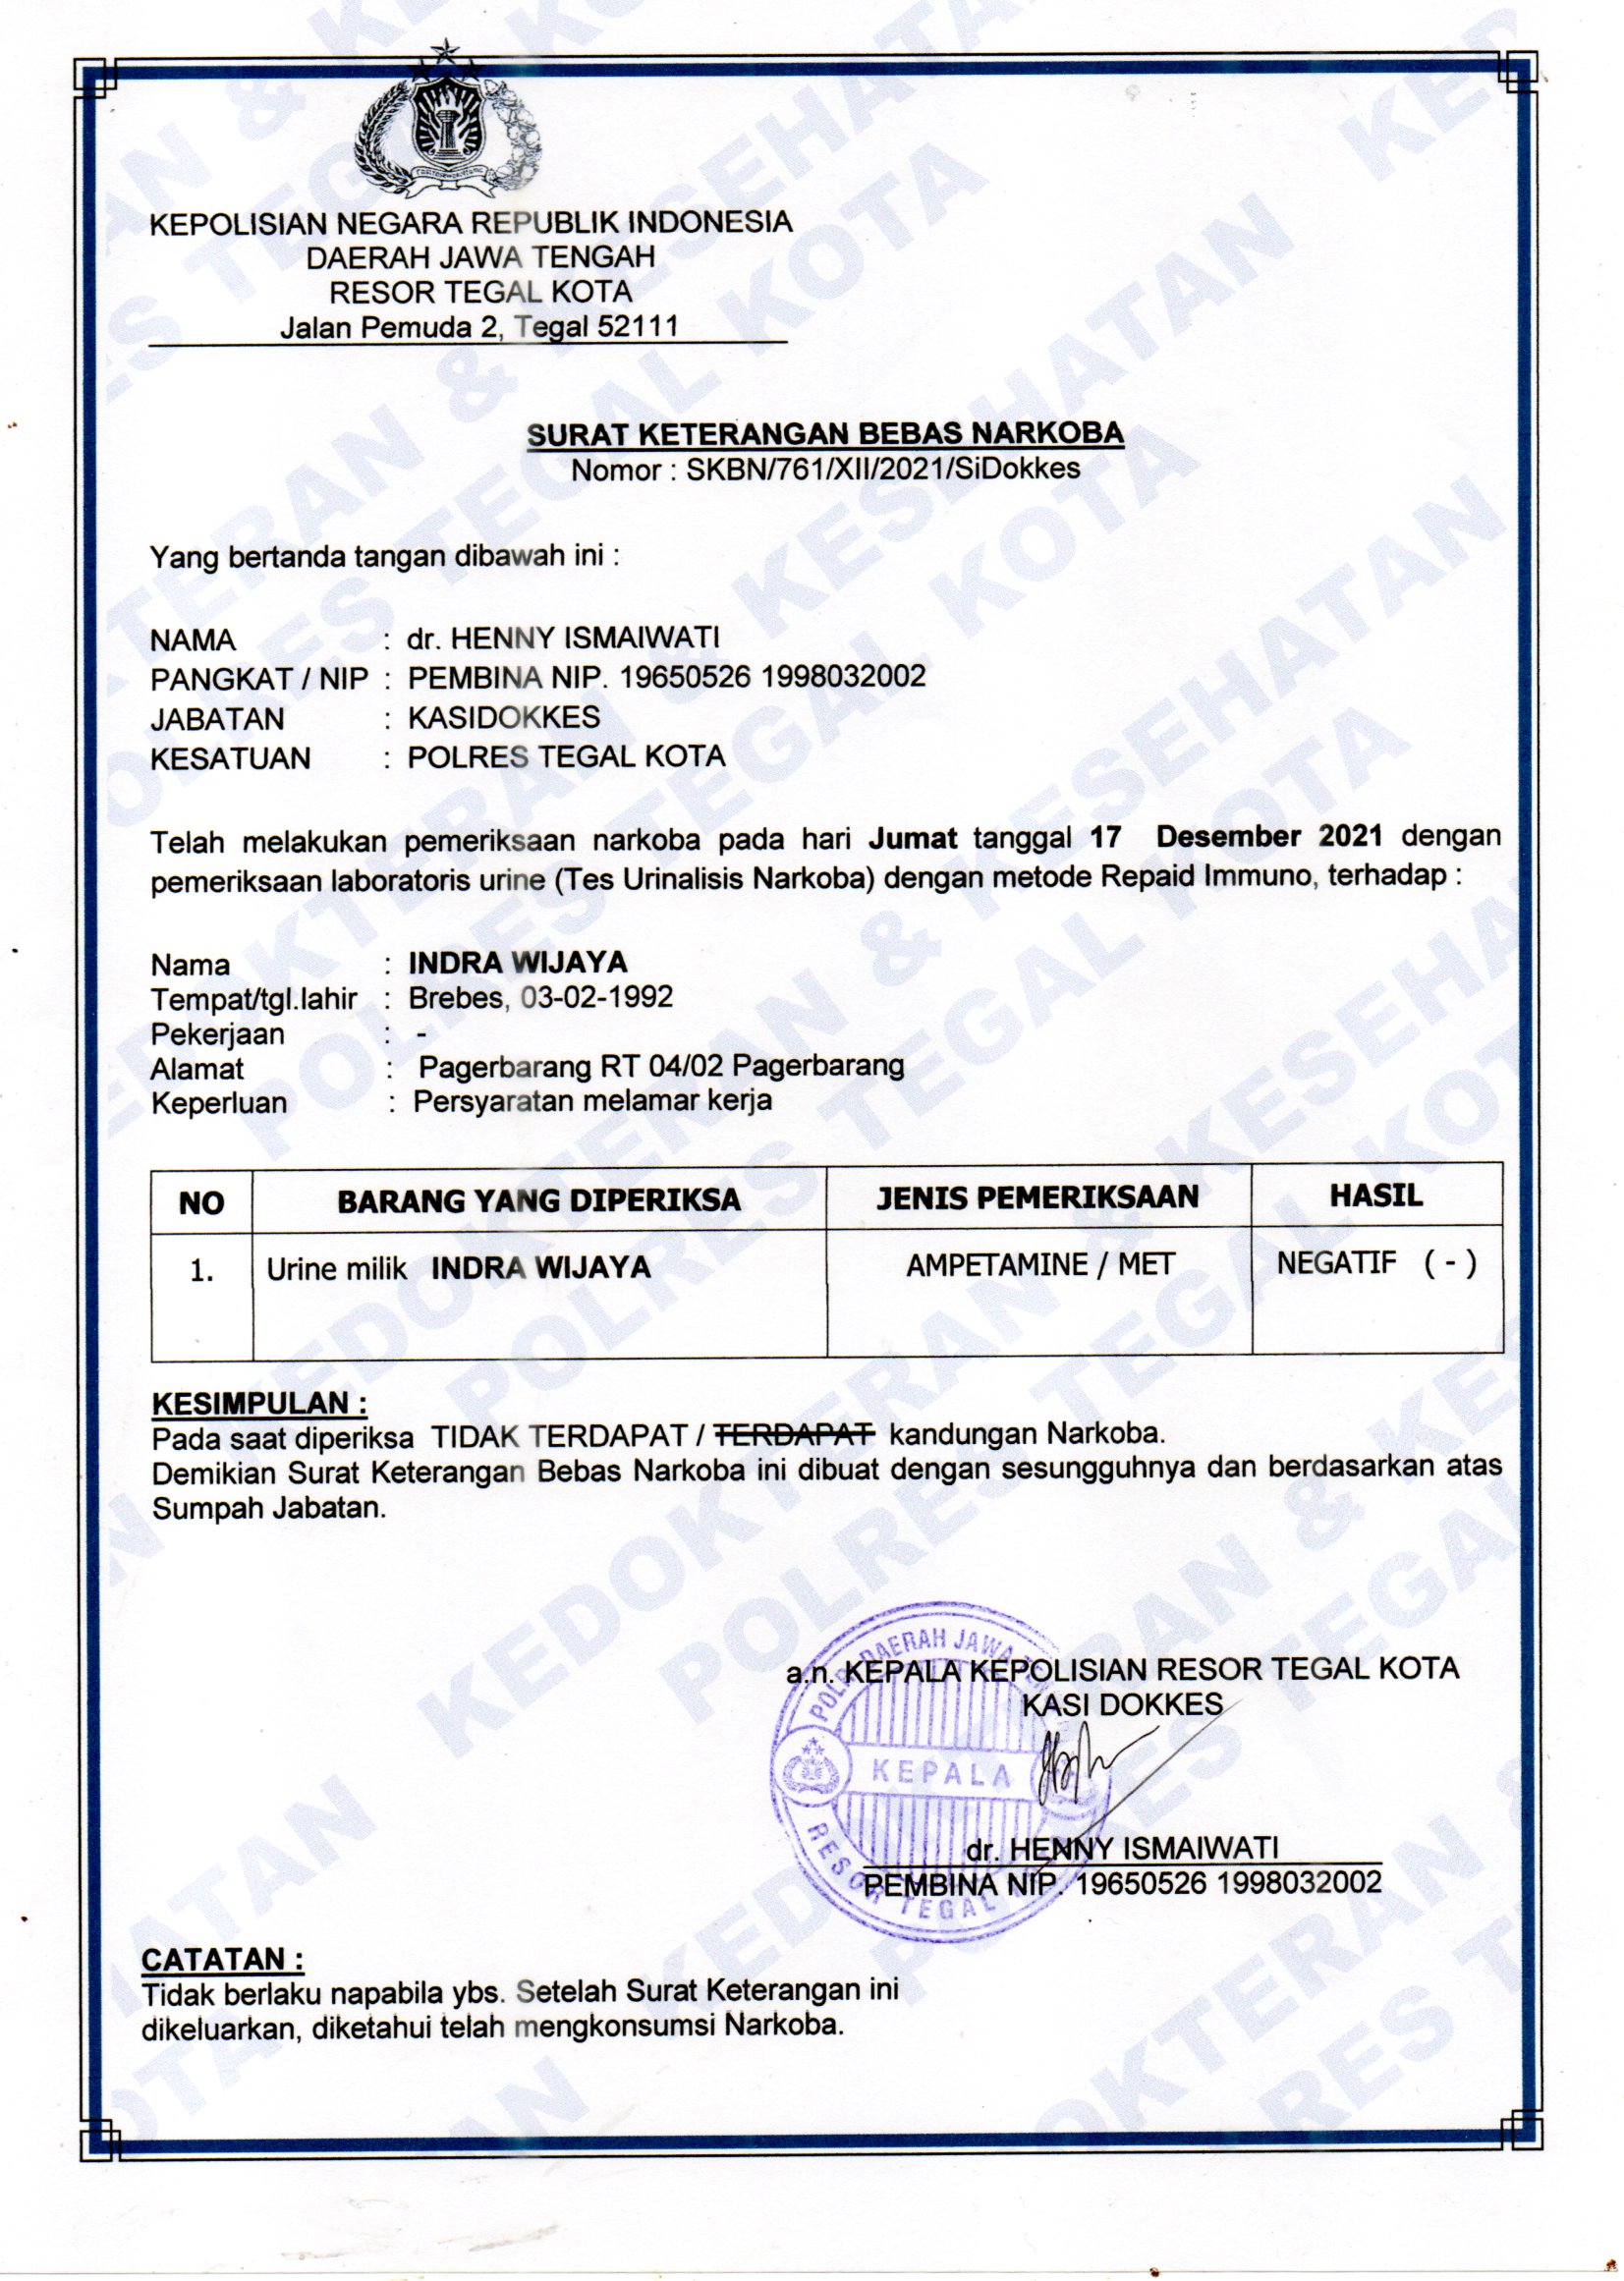 KEPOLISIAN NEGARA REPUBLIK INDONESIA
DAERAH JAWA TENGAH
RESOR TEGAL KOTA
Jalan Pemuda 2, Tegal 52111
SURAT KETERANGAN BEBAS NARKOBA
Nomor : SKBN/761/XII/2021/SiDokkes
Yang bertanda tangan dibawah ini :
NAMA : dr. HENNY ISMAIWATI
PANGKAT / NIP : PEMBINA NIP. 19650526 1998032002
JABATAN : KASIDOKKES
KESATUAN : POLRES TEGAL KOTA
Telah melakukan pemeriksaan narkoba pada hari Jumat tanggal 17 Desember 2021 dengan
pemeriksaan laboratoris urine (Tes Urinalisis Narkoba) dengan metode Repaid Immuno, terhadap :
Nama : INDRA WIJAYA
Tempat/tgl.lahir : Brebes, 03-02-1992
Pekerjaan : -
Alamat : Pagerbarang RT 04/02 Pagerbarang
Keperluan : Persyaratan melamar kerja
NO BARANG YANG DIPERIKSA JENIS PEMERIKSAAN HASIL
1. Urine milik INDRA WIJAYA AMPETAMINE / MET NEGATIF ( - )
KESIMPULAN :
Pada saat diperiksa TIDAK TERDAPAT / TERDAPAT kandungan Narkoba.
Demikian Surat Keterangan Bebas Narkoba ini dibuat dengan sesungguhnya dan berdasarkan atas
Sumpah Jabatan.
a.n. KEPALA KEPOLISIAN RESOR TEGAL KOTA
KASI DOKKES
KEPALA
RESOR TEGAL
dr. HENNY ISMAIWATI
PEMBINA NIP. 19650526 1998032002
CATATAN :
Tidak berlaku napabila ybs. Setelah Surat Keterangan ini
dikeluarkan, diketahui telah mengkonsumsi Narkoba.
KEDOKTERAN & KESEHATAN
POLRES TEGAL KOTA